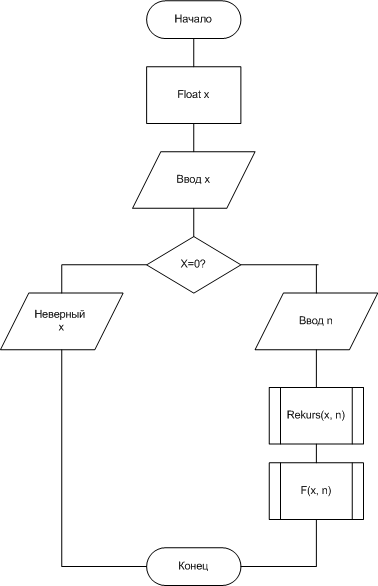 Начало
Float x
Ввод x
X=0?
Неверный
x
Ввод n
Rekurs(x, n)
F(x, n)
Конец